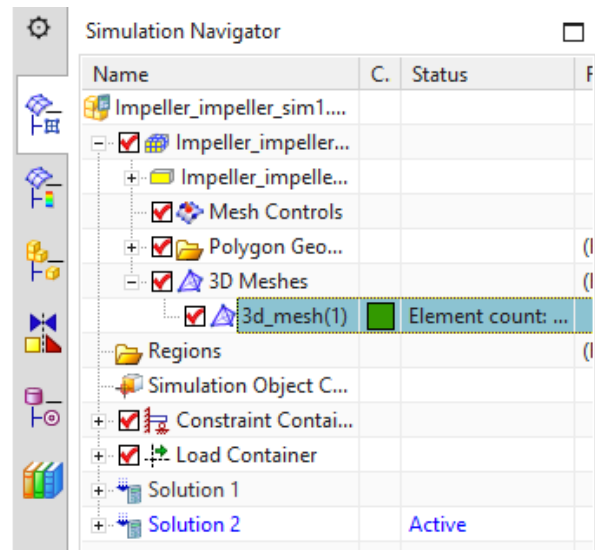 Simulation Navigator
Name C. Status
Impeller_impeller_sim1....
Impeller_impeller...
Impeller_impelle...
Mesh Controls
Polygon Geo...
3D Meshes
3d_mesh(1) Element count: ...
Regions
Simulation Object C...
Constraint Contai...
Load Container
Solution 1
Solution 2 Active